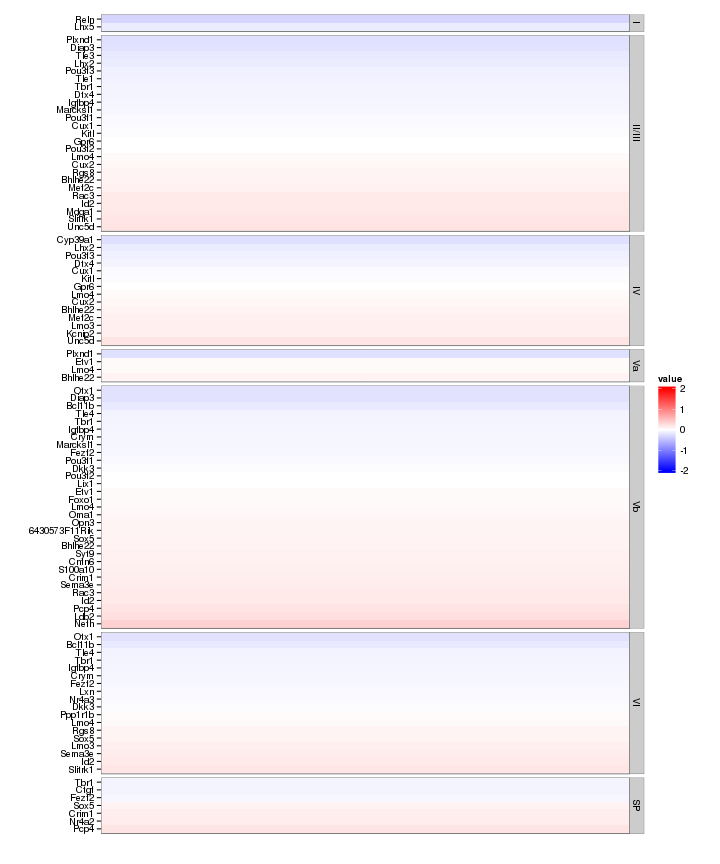 Reln
Lhx5
I
Plxnd1
Diap3
Tle3
Lhx2
Pou3f3
Tle1
Tbr1
Dtx4
Igfbp4
Marcksl1
Pou3f1
Cux1
Kitl
Gpr6
Pou3f2
Lmo4
Cux2
Rgs8
Bhlhe22
Mef2c
Rac3
Id2
Mdga1
Slitrk1
Unc5d
II/III
Cyp39a1
Lhx2
Pou3f3
Dtx4
Cux1
Kitl
Gpr6
Lmo4
Cux2
Bhlhe22
Mef2c
Lmo3
Kcnip2
Unc5d
IV
Plxnd1
Etv1
Lmo4
Bhlhe22
Va
Otx1
Diap3
Bcl11b
Tle4
Tbr1
Igfbp4
Crym
Marcksl1
Fezf2
Pou3f1
Dkk3
Pou3f2
Lix1
Etv1
Foxo1
Lmo4
Oma1
Opn3
6430573F11Rik
Sox5
Bhlhe22
Syt9
Cntn6
S100a10
Crim1
Sema3e
Rac3
Id2
Pcp4
Ldb2
Nefh
Vb
Otx1
Bcl11b
Tle4
Tbr1
Igfbp4
Crym
Fezf2
Lxn
Nr4a3
Dkk3
Ppp1r1b
Lmo4
Rgs8
Sox5
Lmo3
Sema3e
Id2
Slitrk1
VI
Tbr1
Ctgf
Fezf2
Sox5
Crim1
Nr4a2
Pcp4
SP
value
2
1
0
-1
-2